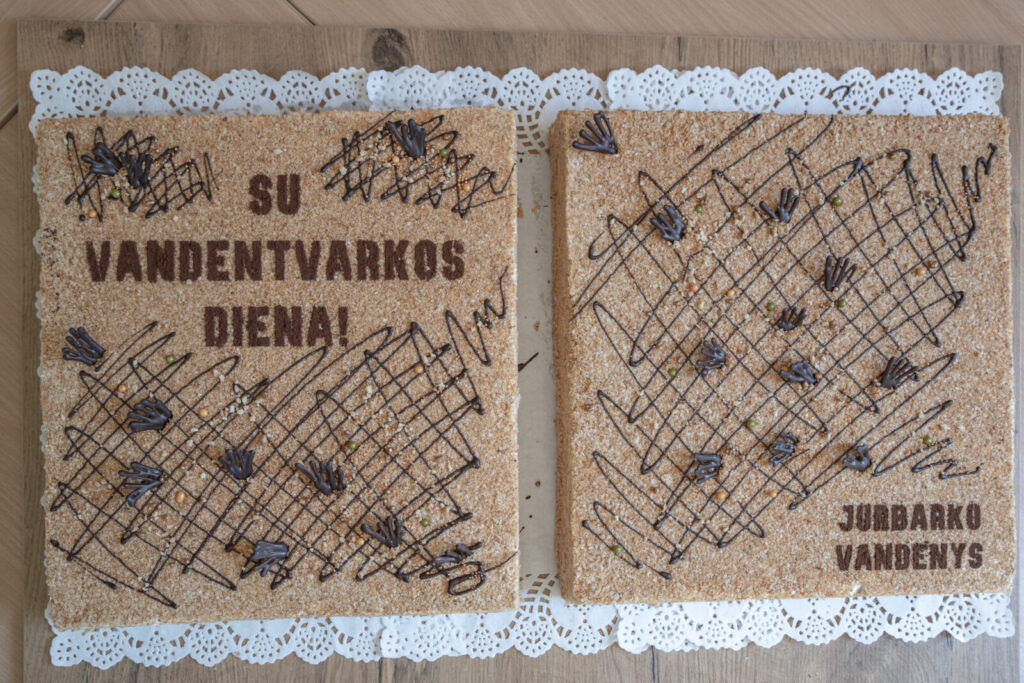 SU
VANDENTVARKOS
DIENA!
JURBARKO
VANDENYS